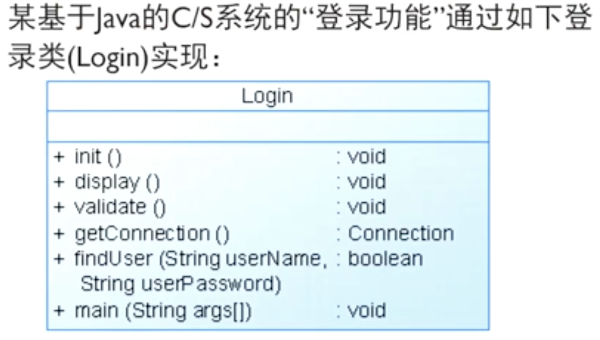 某基于Java的C/S系统的“登录功能”通过如下登
录类(Login)实现：
Login
+ init () : void
+ display () : void
+ validate () : void
+ getConnection () : Connection
+ findUser (String userName, : boolean
String userPassword)
+ main (String args[]) : void